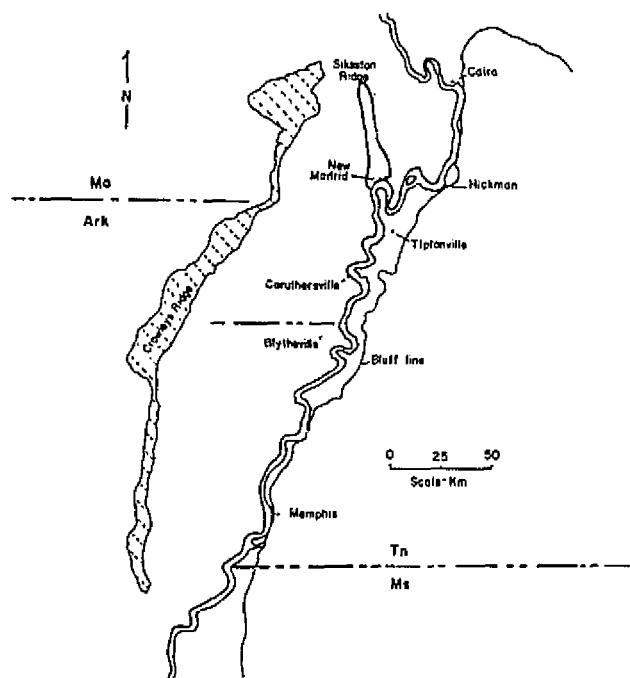 Sikeston
Ridge
Cairo
N
New
Madrid
Hickman
Mo
Ark
Tiptonville
Caruthersville
Crowleys Ridge
Blytheville
Bluff line
0 25 50
Scale-Km
Memphis
Tn
Ms